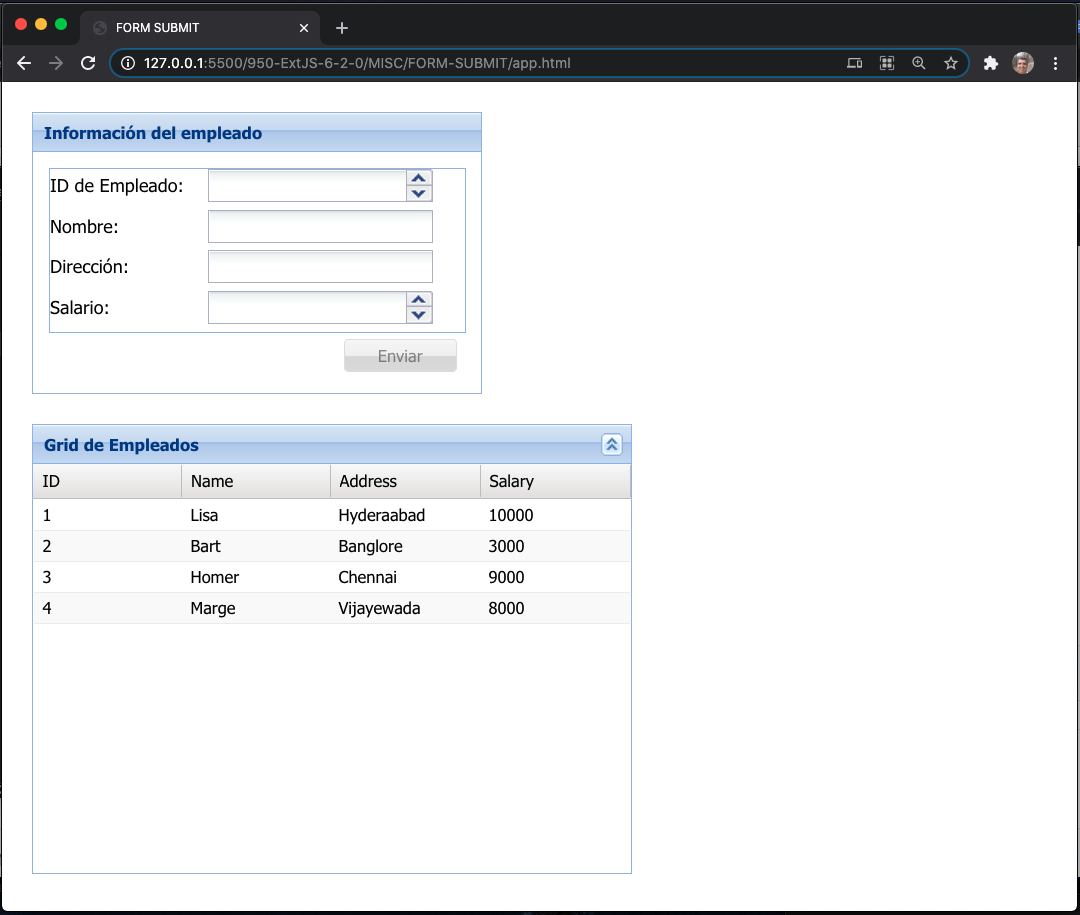 FORM SUBMIT
127.0.0.1:5500/950-ExtJS-6-2-0/MISC/FORM-SUBMIT/app.html
Información del empleado
ID de Empleado:
Nombre:
Dirección:
Salario:
Enviar
Grid de Empleados
ID Name Address Salary
1 Lisa Hyderaabad 10000
2 Bart Banglore 3000
3 Homer Chennai 9000
4 Marge Vijayewada 8000